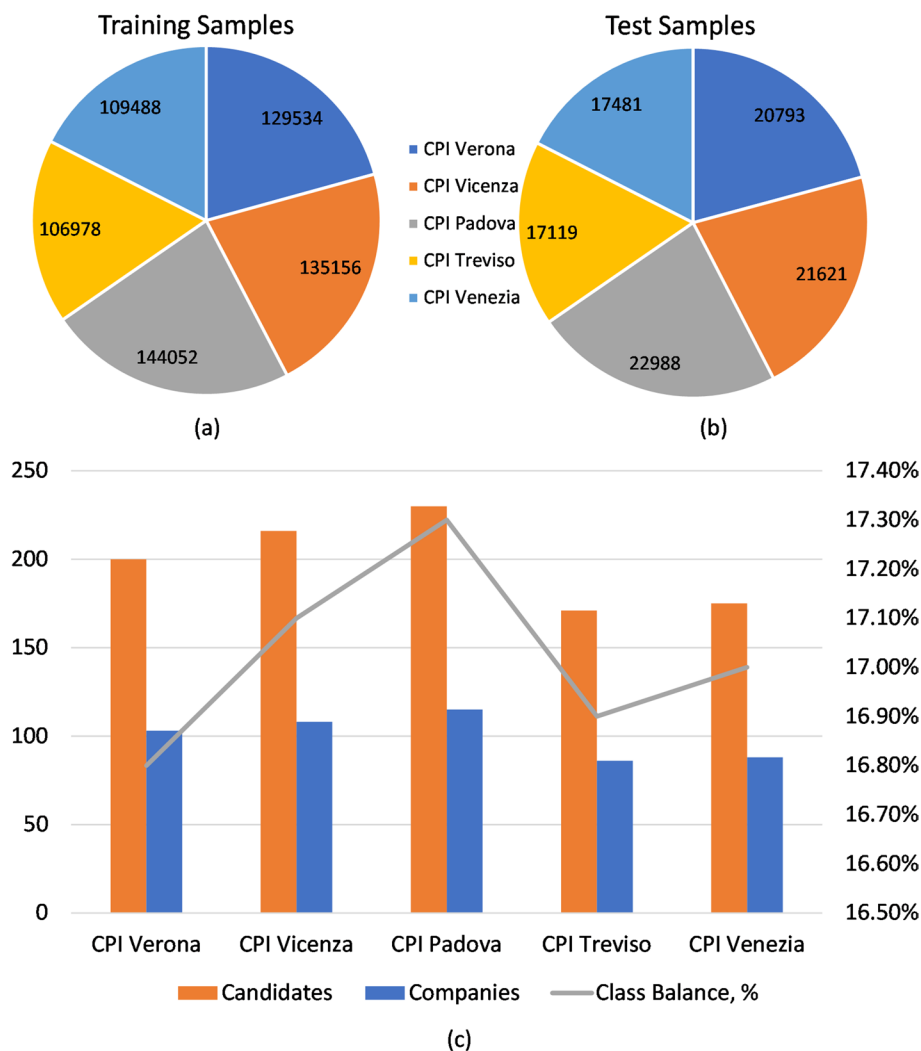 Training Samples
Test Samples
109488
129534
106978
135156
144052
CPI Verona
CPI Vicenza
CPI Padova
CPI Treviso
CPI Venezia
17481
20793
17119
21621
22988
(a)
(b)
250
200
150
100
50
0
17.40%
17.30%
17.20%
17.10%
17.00%
16.90%
16.80%
16.70%
16.60%
16.50%
CPI Verona CPI Vicenza CPI Padova CPI Treviso CPI Venezia
Candidates Companies Class Balance, %
(c)